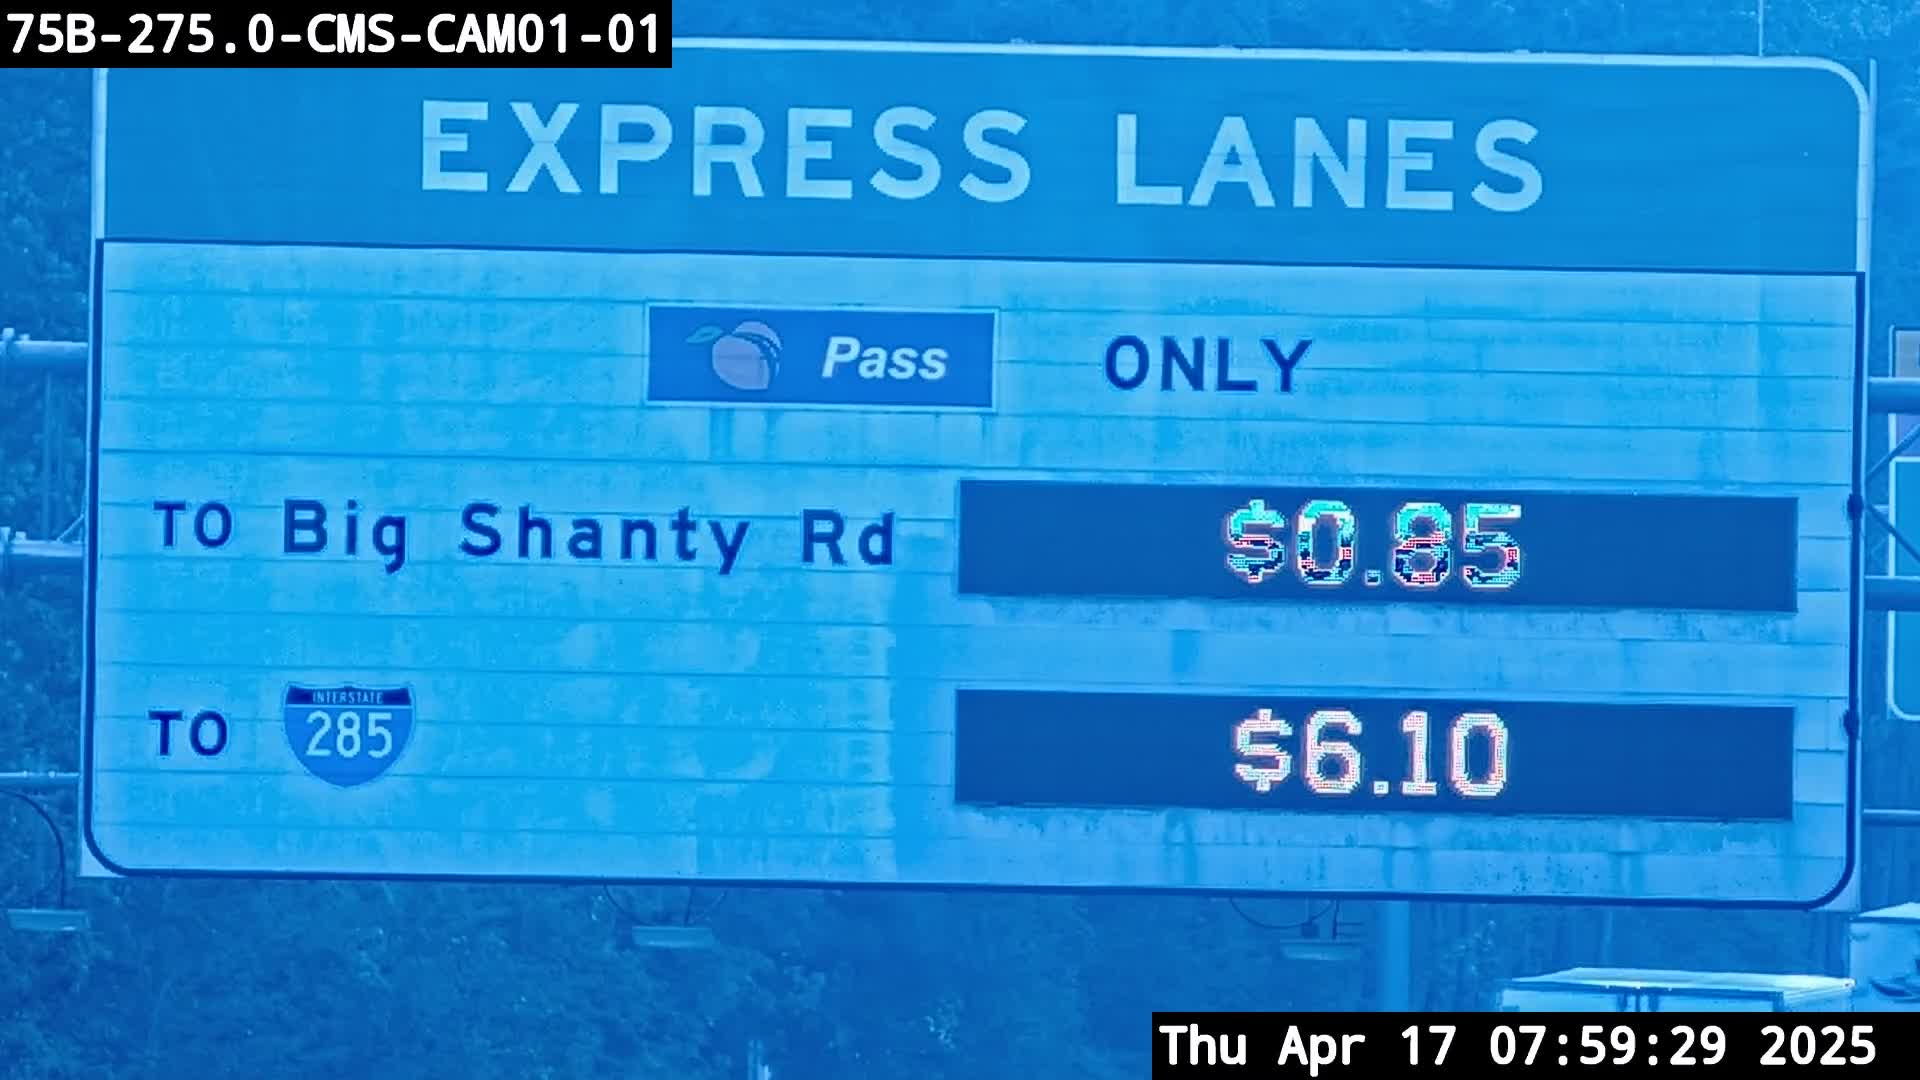 75B-275.0-CMS-CAM01-01
EXPRESS LANES
Pass ONLY
TO Big Shanty Rd $0.85
TO INTERSTATE 285 $6.10
Thu Apr 17 07:59:29 2025